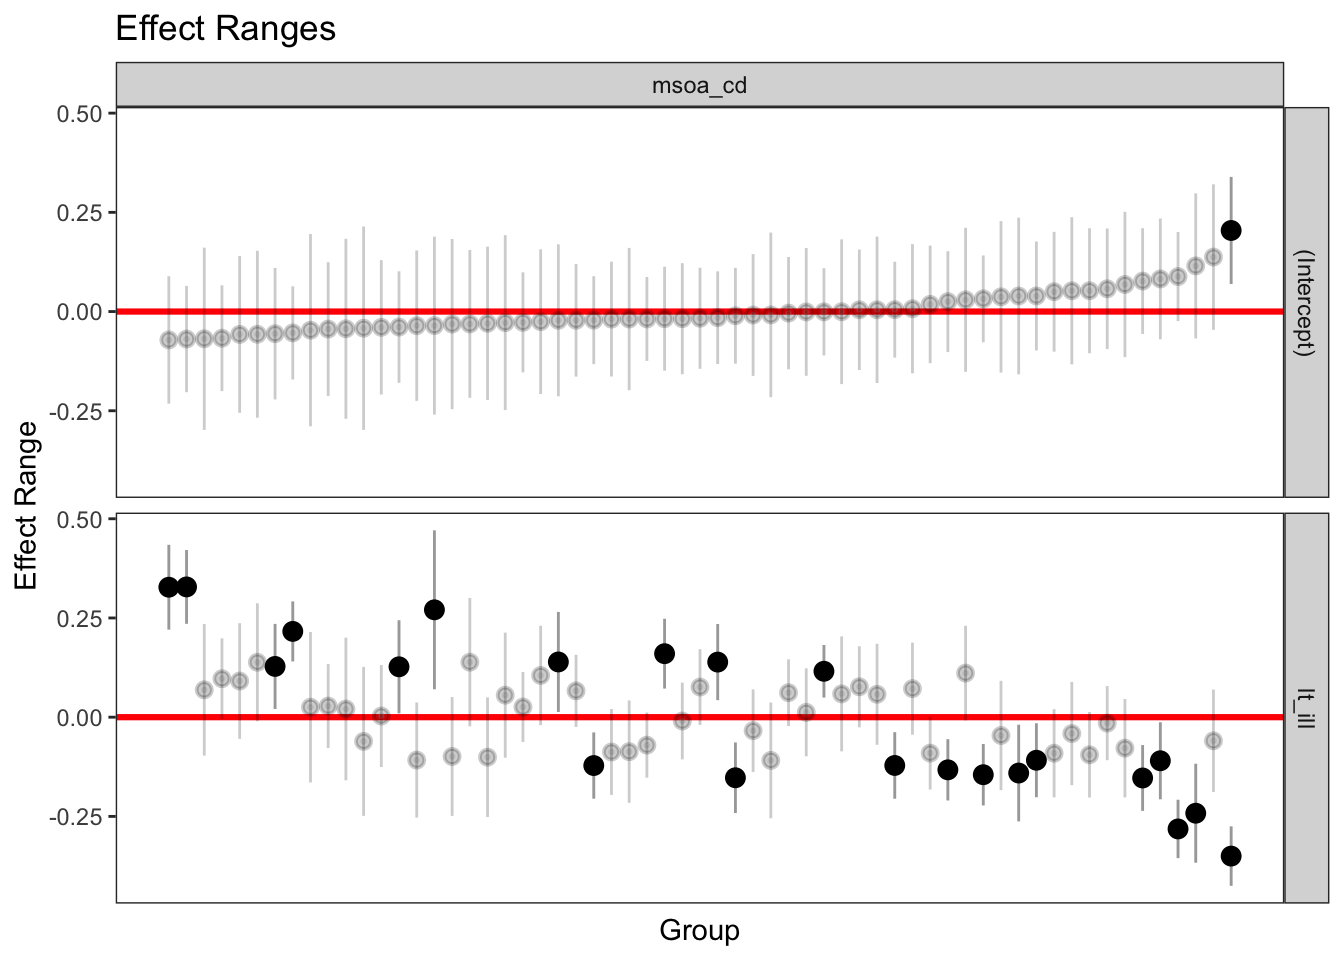 Effect Ranges
msoa_cd
0.50
0.25
0.00
-0.25
(Intercept)
Effect Range
0.50
0.25
0.00
-0.25
lt_ill
Group